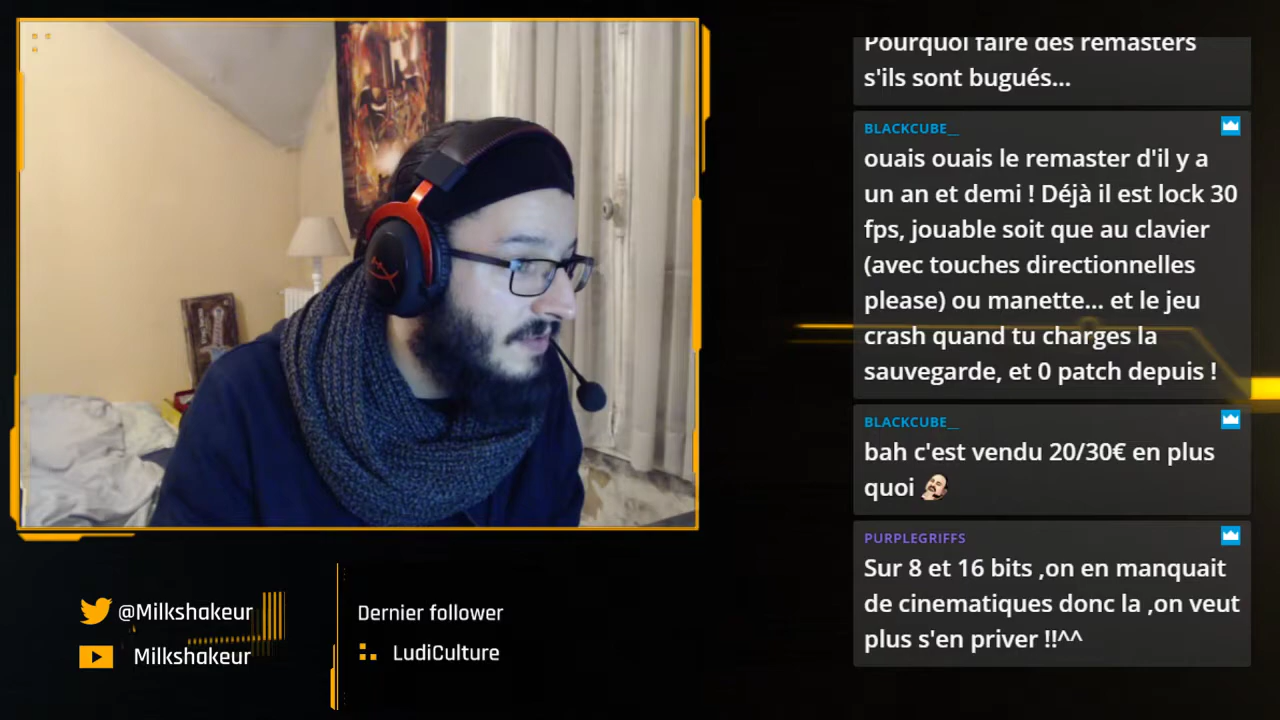 Pourquoi faire des remasters
s'ils sont bugués...
BLACKCUBE__
ouais ouais le remaster d'il y a
un an et demi ! Déjà il est lock 30
fps, jouable soit que au clavier
(avec touches directionnelles
please) ou manette... et le jeu
crash quand tu charges la
sauvegarde, et 0 patch depuis !
BLACKCUBE__
bah c'est vendu 20/30€ en plus
quoi
PURPLEGRIFFS
Sur 8 et 16 bits ,on en manquait
de cinematiques donc la ,on veut
plus s'en priver !!^^
@Milkshakeur
Milkshakeur
Dernier follower
LudiCulture